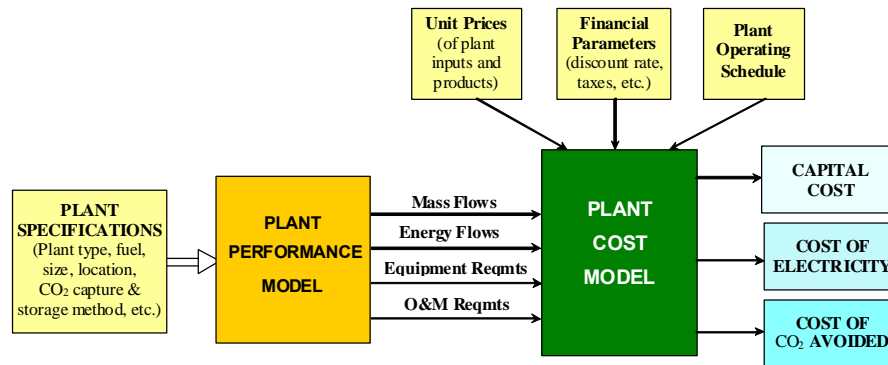 Unit Prices
(of plant
inputs and
products)
Financial
Parameters
(discount rate,
taxes, etc.)
Plant
Operating
Schedule
PLANT
SPECIFICATIONS
(Plant type, fuel,
size, location,
CO₂ capture &
storage method, etc.)
PLANT
PERFORMANCE
MODEL
Mass Flows
Energy Flows
Equipment Reqmts
O&M Reqmts
PLANT
COST
MODEL
CAPITAL
COST
COST OF
ELECTRICITY
COST OF
CO₂ AVOIDED